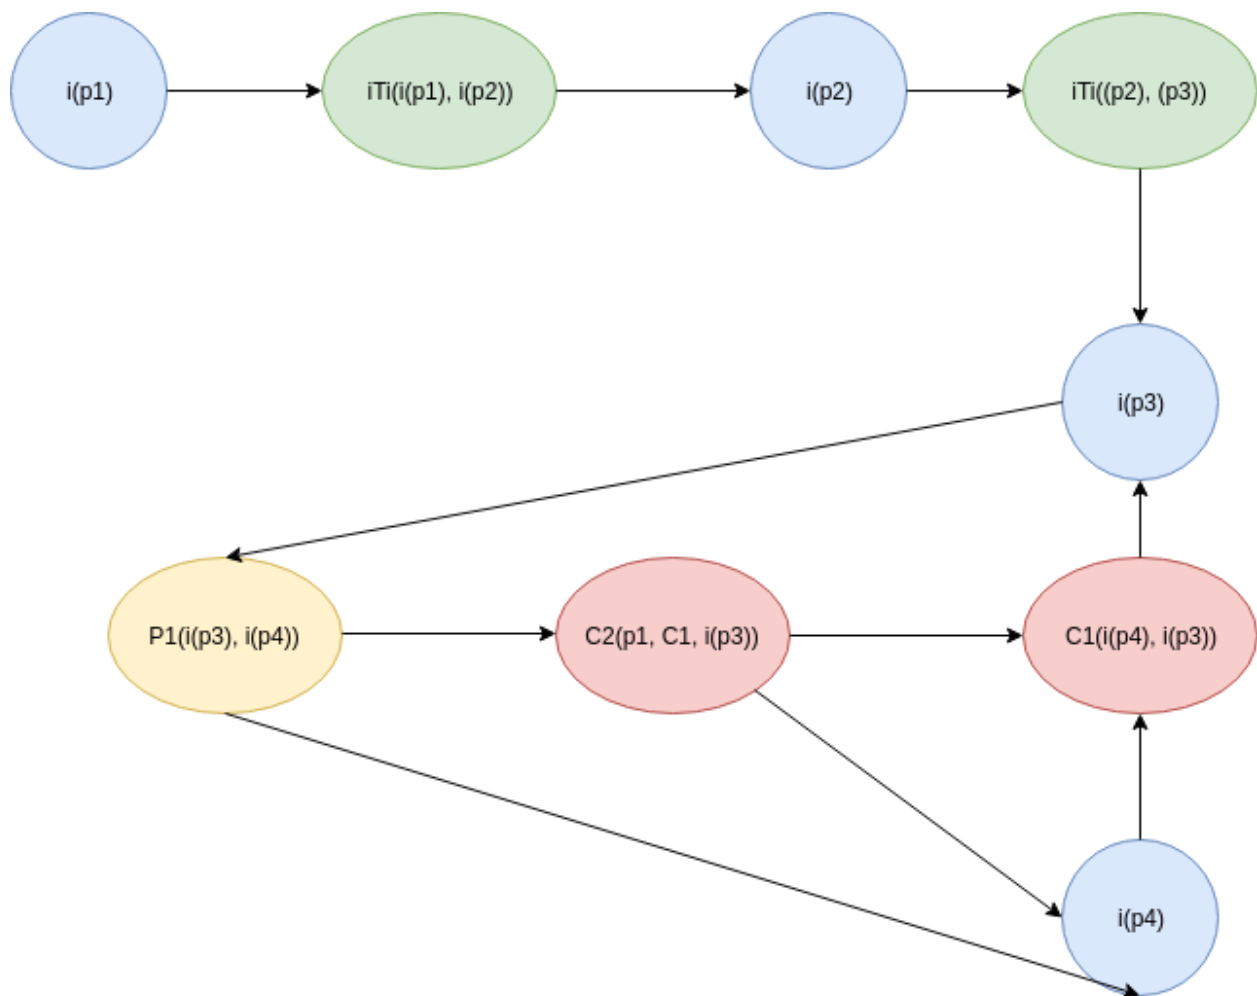 i(p1)
iTi(i(p1), i(p2))
i(p2)
iTi((p2), (p3))
i(p3)
P1(i(p3), i(p4))
C2(p1, C1, i(p3))
C1(i(p4), i(p3))
i(p4)